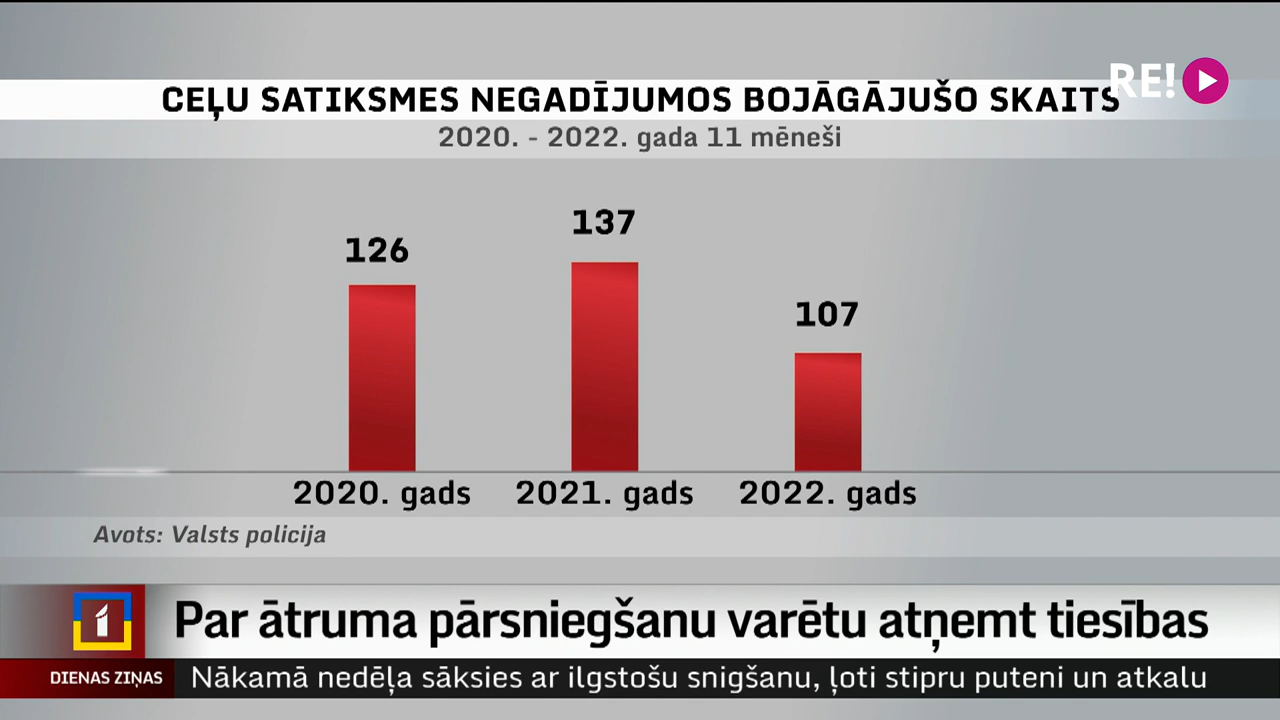 RE!
CEĻU SATIKSMES NEGADĪJUMOS BOJĀGĀJUŠO SKAITS
2020. - 2022. gada 11 mēneši
126
137
107
2020. gads
2021. gads
2022. gads
Avots: Valsts policija
1
Par ātruma pārsniegšanu varētu atņemt tiesības
DIENAS ZIŅAS
Nākamā nedēļa sāksies ar ilgstošu snigšanu, ļoti stipru puteni un atkalu